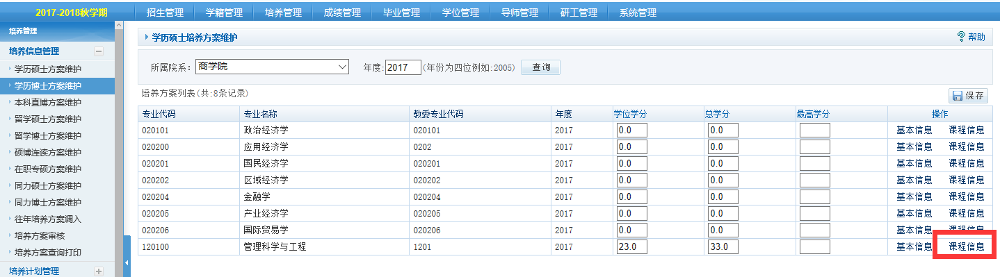 2017-2018秋学期 招生管理 学籍管理 培养管理 成绩管理 毕业管理 学位管理 导师管理 研工管理 系统管理
培养管理
培养信息管理
学历硕士方案维护
学历博士方案维护
本科直博方案维护
留学硕士方案维护
留学博士方案维护
硕博连读方案维护
在职专硕方案维护
同力硕士方案维护
同力博士方案维护
往年培养方案调入
培养方案审核
培养方案查询打印
培养计划管理
学历硕士培养方案维护 帮助
所属院系: 商学院 年度: 2017 (年份为四位例如:2005) 查询
培养方案列表(共:8条记录) 保存
专业代码 专业名称 教委专业代码 年度 学位学分 总学分 最高学分 操作
020101 政治经济学 020101 2017 0.0 0.0 基本信息 课程信息
020200 应用经济学 0202 2017 0.0 0.0 基本信息 课程信息
020201 国民经济学 020201 2017 0.0 0.0 基本信息 课程信息
020202 区域经济学 020202 2017 0.0 0.0 基本信息 课程信息
020204 金融学 020204 2017 0.0 0.0 基本信息 课程信息
020205 产业经济学 020205 2017 0.0 0.0 基本信息 课程信息
020206 国际贸易学 020206 2017 0.0 0.0 基本信息 课程信息
120100 管理科学与工程 1201 2017 23.0 33.0 基本信息 课程信息